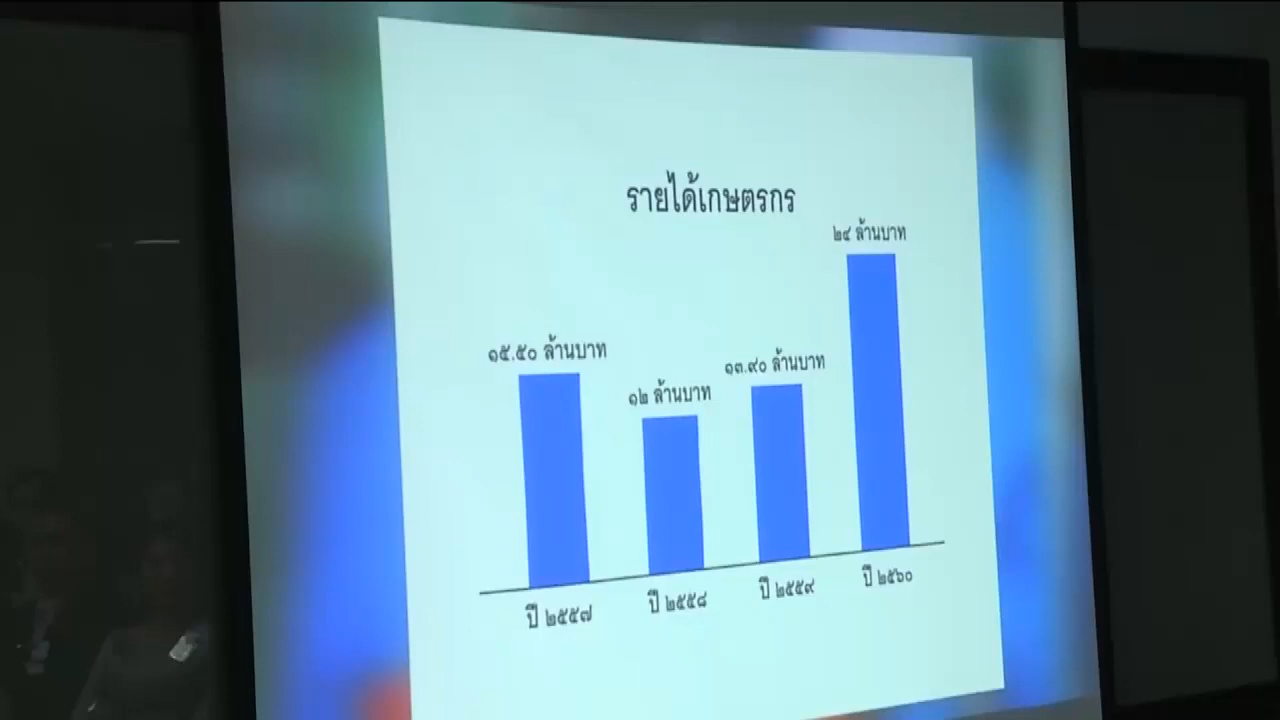 รายได้เกษตรกร
๑๕.๕๐ ล้านบาท
๑๒ ล้านบาท
๑๓.๙๐ ล้านบาท
๒๔ ล้านบาท
ปี ๒๕๕๗
ปี ๒๕๕๘
ปี ๒๕๕๙
ปี ๒๕๖๐